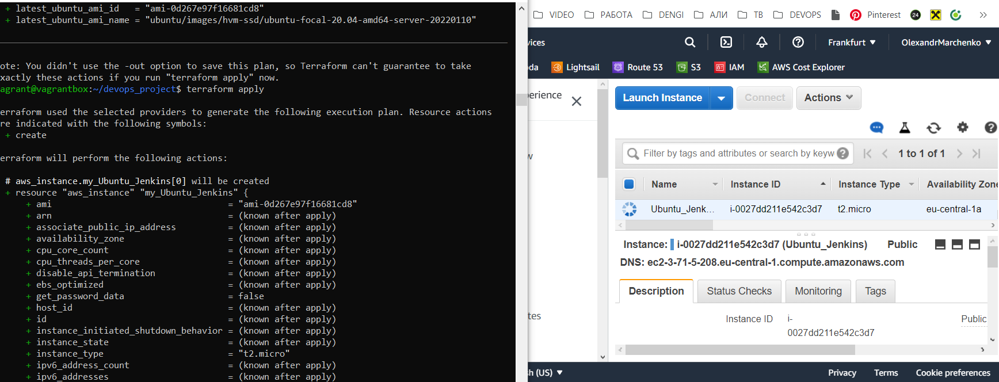 + latest_ubuntu_ami_id   = "ami-0d267e97f16681cd8"
+ latest_ubuntu_ami_name = "ubuntu/images/hvm-ssd/ubuntu-focal-20.04-amd64-server-20220110"
ote: You didn't use the -out option to save this plan, so Terraform can't guarantee to take
xactly these actions if you run "terraform apply" now.
agrant@vagrantbox:~/devops_project$ terraform apply
erraform used the selected providers to generate the following execution plan. Resource actions
re indicated with the following symbols:
+ create
erraform will perform the following actions:
# aws_instance.my_Ubuntu_Jenkins[0] will be created
+ resource "aws_instance" "my_Ubuntu_Jenkins" {
+ ami                                  = "ami-0d267e97f16681cd8"
+ arn                                  = (known after apply)
+ associate_public_ip_address          = (known after apply)
+ availability_zone                    = (known after apply)
+ cpu_core_count                       = (known after apply)
+ cpu_threads_per_core                 = (known after apply)
+ disable_api_termination              = (known after apply)
+ ebs_optimized                        = (known after apply)
+ get_password_data                    = false
+ host_id                              = (known after apply)
+ id                                   = (known after apply)
+ instance_initiated_shutdown_behavior = (known after apply)
+ instance_state                       = (known after apply)
+ instance_type                        = "t2.micro"
+ ipv6_address_count                   = (known after apply)
+ ipv6_addresses                       = (known after apply)
VIDEO РАБОТА DENGI АЛИ ТВ DEVOPS Pinterest 24 »
vices Frankfurt OlexandrMarchenko
da Lightsail Route 53 S3 IAM AWS Cost Explorer
perience
w
tes
Launch Instance Connect Actions
Filter by tags and attributes or search by keyw 1 to 1 of 1
Name Instance ID Instance Type Availability Zone
Ubuntu_Jenk... i-0027dd211e542c3d7 t2.micro eu-central-1a
Instance: i-0027dd211e542c3d7 (Ubuntu_Jenkins) Public
DNS: ec2-3-71-5-208.eu-central-1.compute.amazonaws.com
Description Status Checks Monitoring Tags
Instance ID i- Public
0027dd211e542c3d7
sh (US) Privacy Terms Cookie preferences